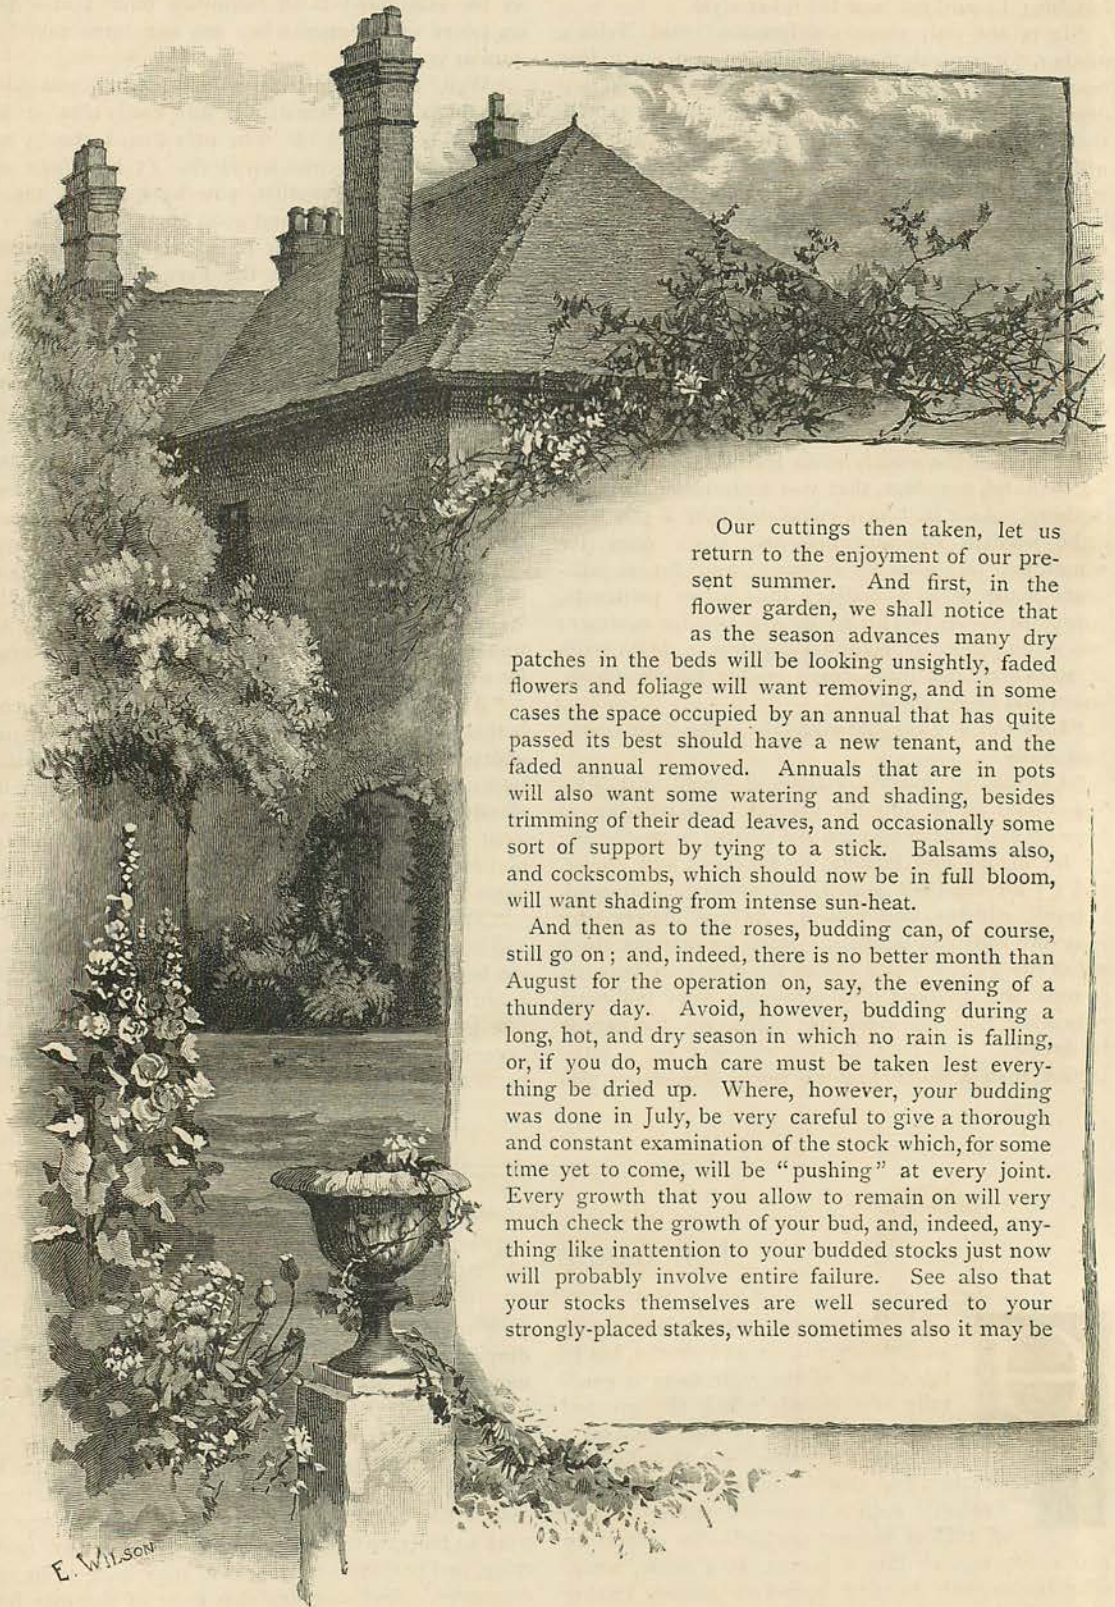 Our cuttings then taken, let us
return to the enjoyment of our pre-
sent summer. And first, in the
flower garden, we shall notice that
as the season advances many dry
patches in the beds will be looking unsightly, faded
flowers and foliage will want removing, and in some
cases the space occupied by an annual that has quite
passed its best should have a new tenant, and the
faded annual removed. Annuals that are in pots
will also want some watering and shading, besides
trimming of their dead leaves, and occasionally some
sort of support by tying to a stick. Balsams also,
and cockscombs, which should now be in full bloom,
will want shading from intense sun-heat.
And then as to the roses, budding can, of course,
still go on; and, indeed, there is no better month than
August for the operation on, say, the evening of a
thundery day. Avoid, however, budding during a
long, hot, and dry season in which no rain is falling,
or, if you do, much care must be taken lest every-
thing be dried up. Where, however, your budding
was done in July, be very careful to give a thorough
and constant examination of the stock which, for some
time yet to come, will be "pushing" at every joint.
Every growth that you allow to remain on will very
much check the growth of your bud, and, indeed, any-
thing like inattention to your budded stocks just now
will probably involve entire failure. See also that
your stocks themselves are well secured to your
strongly-placed stakes, while sometimes also it may be
E. WILSON